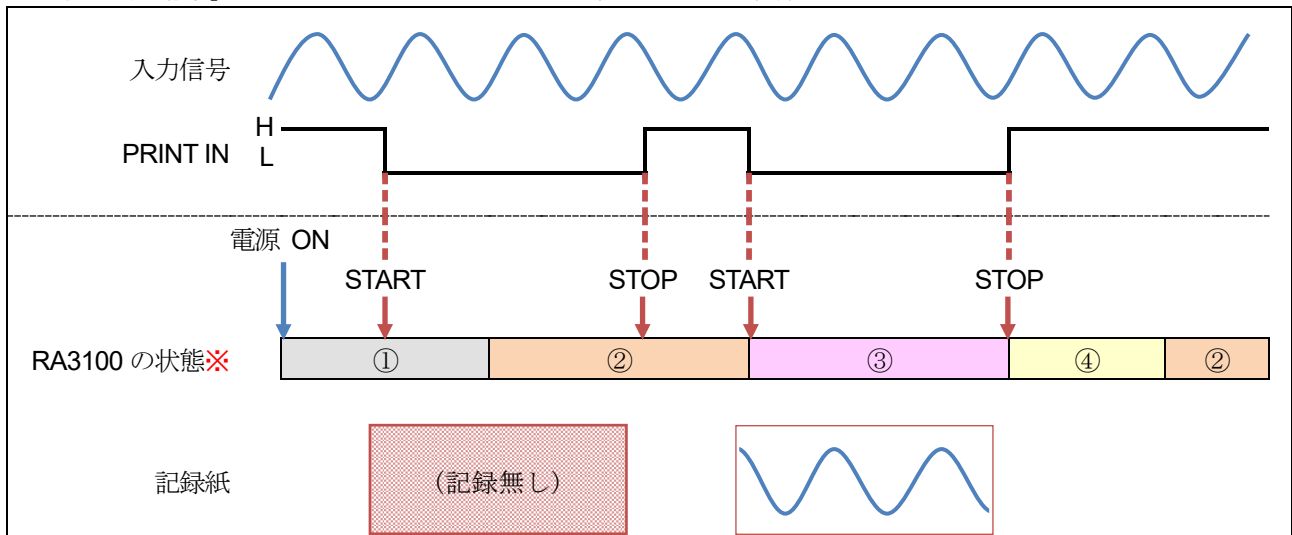 入力信号
H
PRINT IN L
電源 ON
START STOP START STOP
RA3100 の状態※ ① ② ③ ④ ②
記録紙 (記録無し)